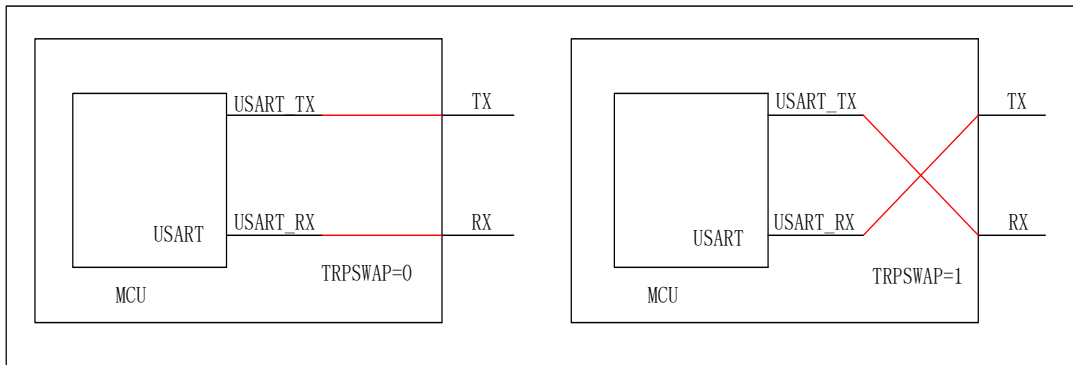 USART_TX
TX
USART_RX
RX
USART
TRPSWAP=0
MCU
USART_TX
TX
USART_RX
RX
USART
TRPSWAP=1
MCU